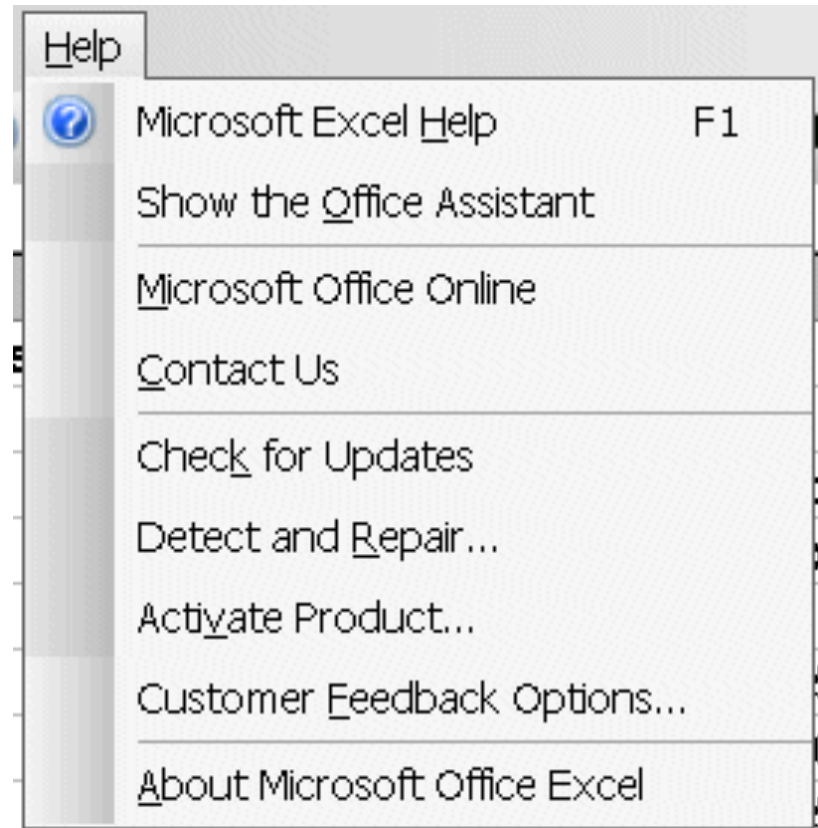 Help
Microsoft Excel Help F1
Show the Office Assistant
Microsoft Office Online
Contact Us
Check for Updates
Detect and Repair...
Activate Product...
Customer Feedback Options...
About Microsoft Office Excel